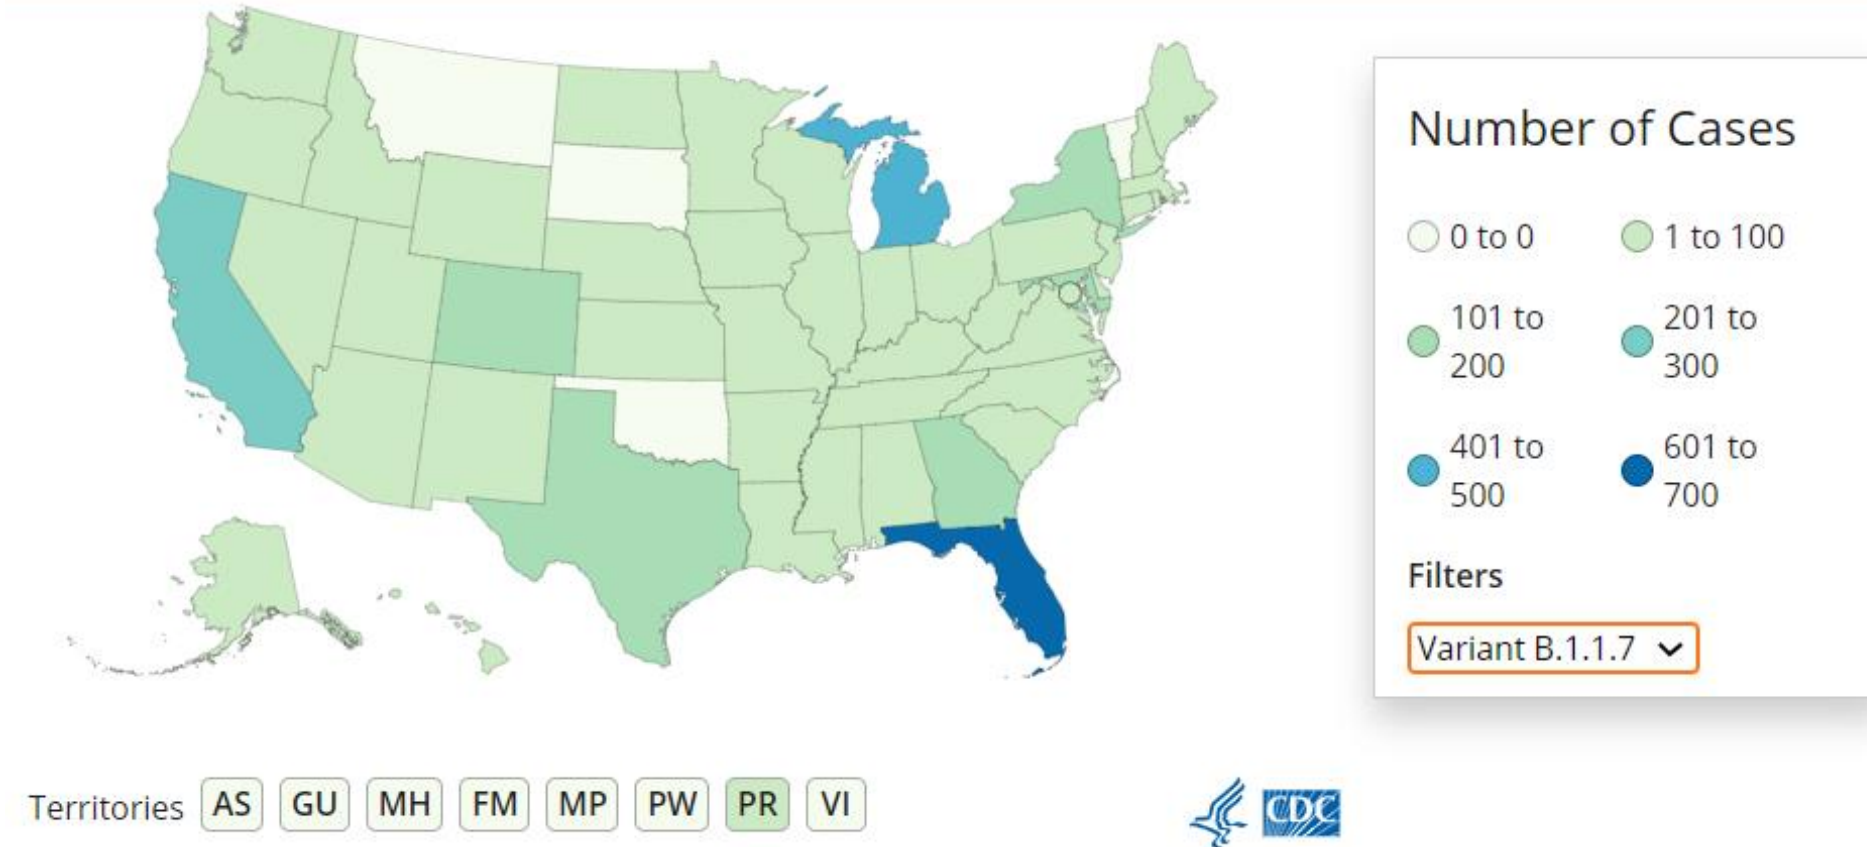 Number of Cases
0 to 0
1 to 100
101 to
200
201 to
300
401 to
500
601 to
700
Filters
Variant B.1.1.7
Territories AS GU MH FM MP PW PR VI
CDC